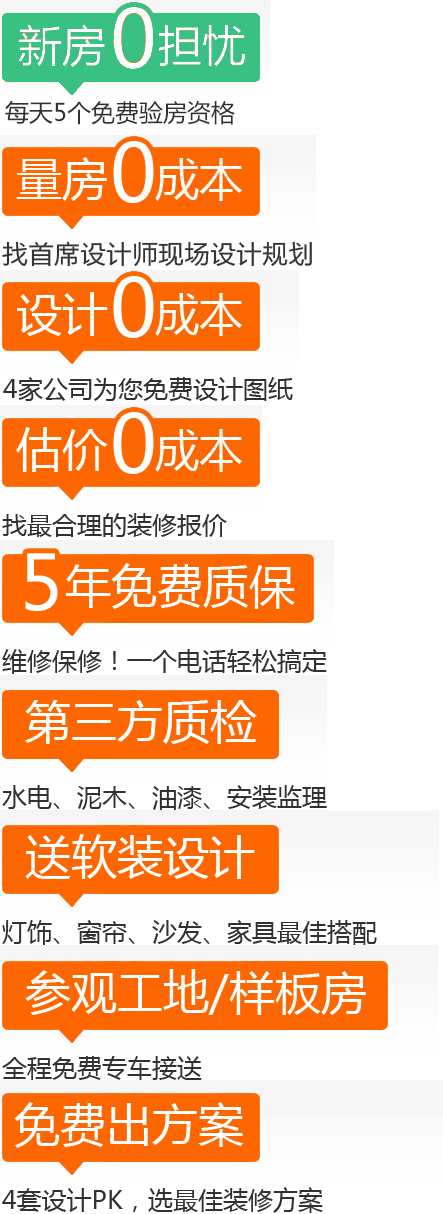 新房0担忧
每天5个免费验房资格
量房0成本
找首席设计师现场设计规划
设计0成本
4家公司为您免费设计图纸
估价0成本
找最合理的装修报价
5年免费质保
维修保修！一个电话轻松搞定
第三方质检
水电、泥木、油漆、安装监理
送软装设计
灯饰、窗帘、沙发、家具最佳搭配
参观工地/样板房
全程免费专车接送
免费出方案
4套设计PK，选最佳装修方案